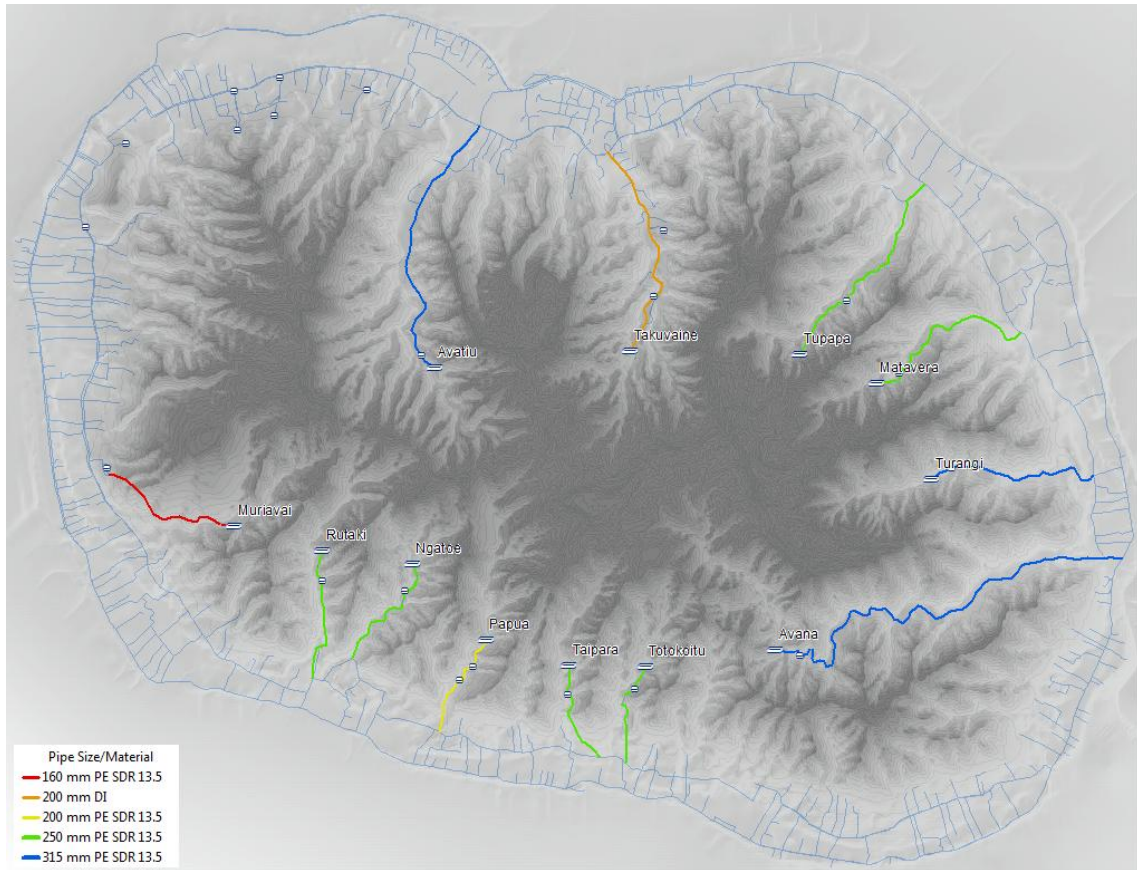 Takuvaine
Avatiu
Tupapa
Matavera
Turangi
Muriavai
Rutaki
Ngatoe
Papua
Taipara
Totokoitu
Avana
Pipe Size/Material
160 mm PE SDR 13.5
200 mm DI
200 mm PE SDR 13.5
250 mm PE SDR 13.5
315 mm PE SDR 13.5